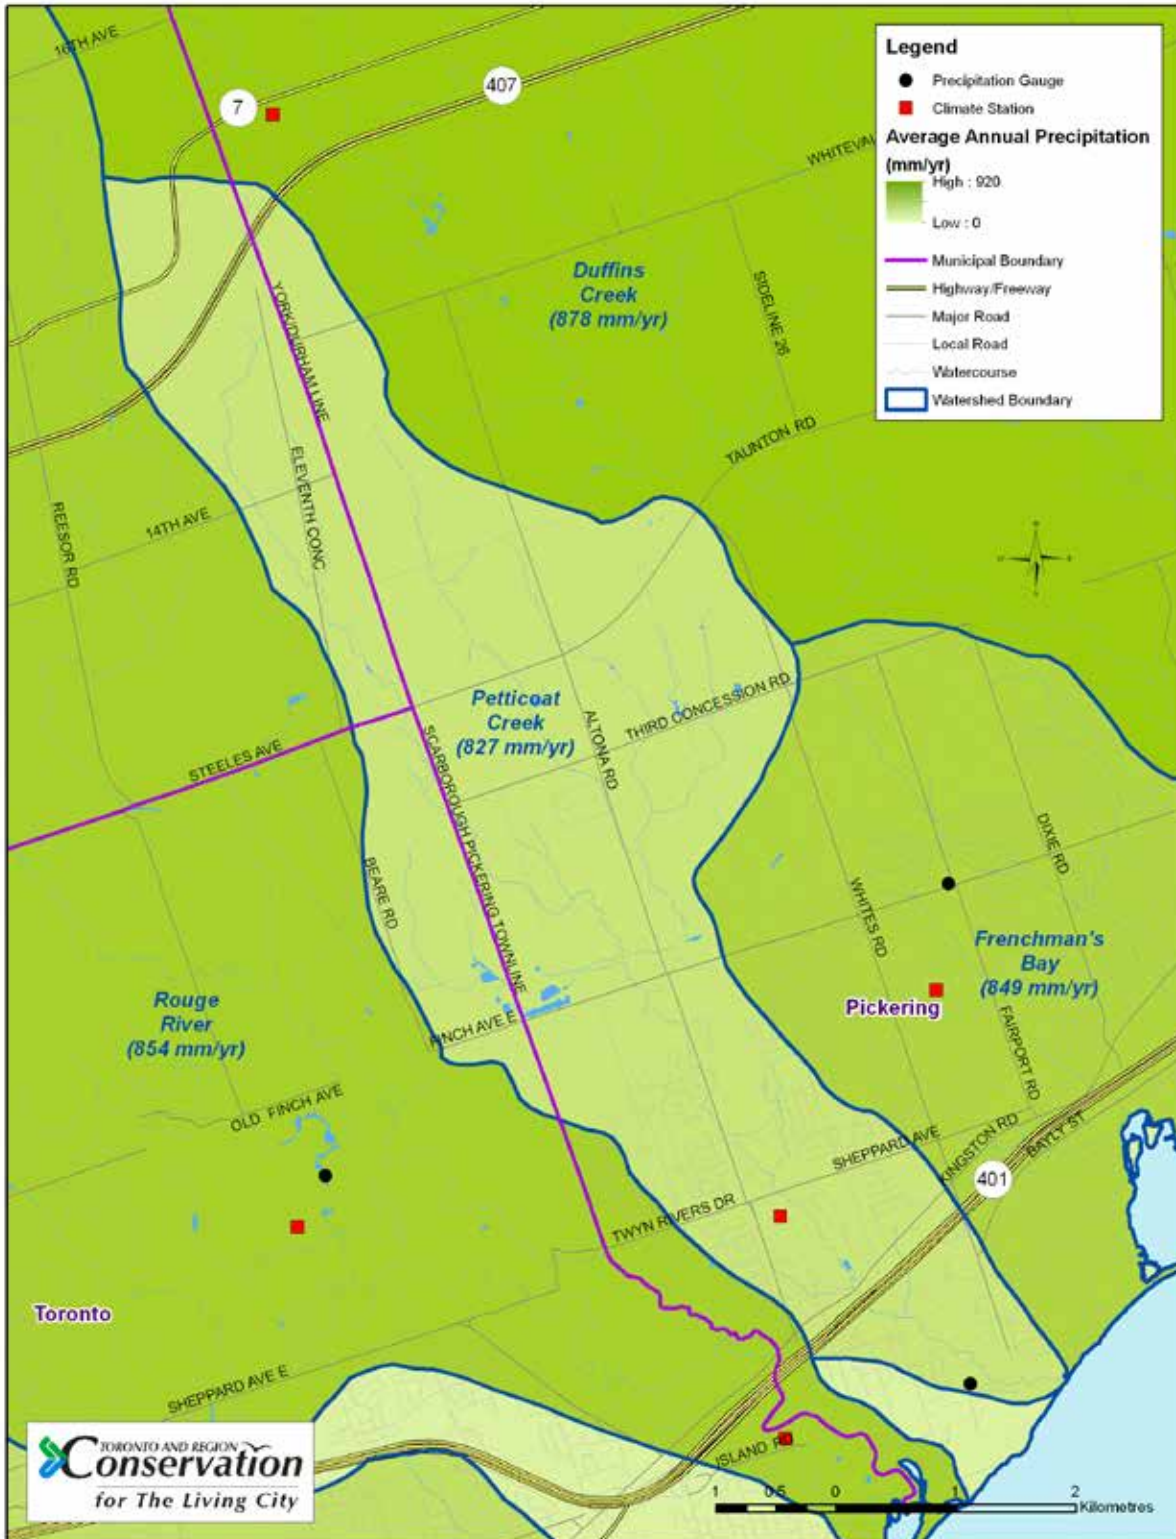 16TH AVE
7
407
WHITEVAL
Legend
Precipitation Gauge
Climate Station
Average Annual Precipitation
(mm/yr)
High : 920
Low : 0
Municipal Boundary
Highway/Freeway
Major Road
Local Road
Watercourse
Watershed Boundary
Duffins
Creek
(878 mm/yr)
SIDELINE 26
YORK/DURHAM LINE
TAUNTON RD
ELEVENTH CONC
REESOR RD
14TH AVE
Petticoat
Creek
(827 mm/yr)
THIRD CONCESSION RD
ALTONA RD
STEELES AVE
SCARBOROUGH PICKERING TOWNLINE
BEARE RD
WHITES RD
DIXIE RD
Frenchman's
Bay
(849 mm/yr)
Pickering
Rouge
River
(854 mm/yr)
FINCH AVE E
FAIRPORT RD
OLD FINCH AVE
SHEPPARD AVE
KINGSTON RD
BAYLY ST
401
TWYN RIVERS DR
Toronto
SHEPPARD AVE E
ISLAND R
TORONTO AND REGION
Conservation
for The Living City
1 0.5 0 1 2
Kilometres